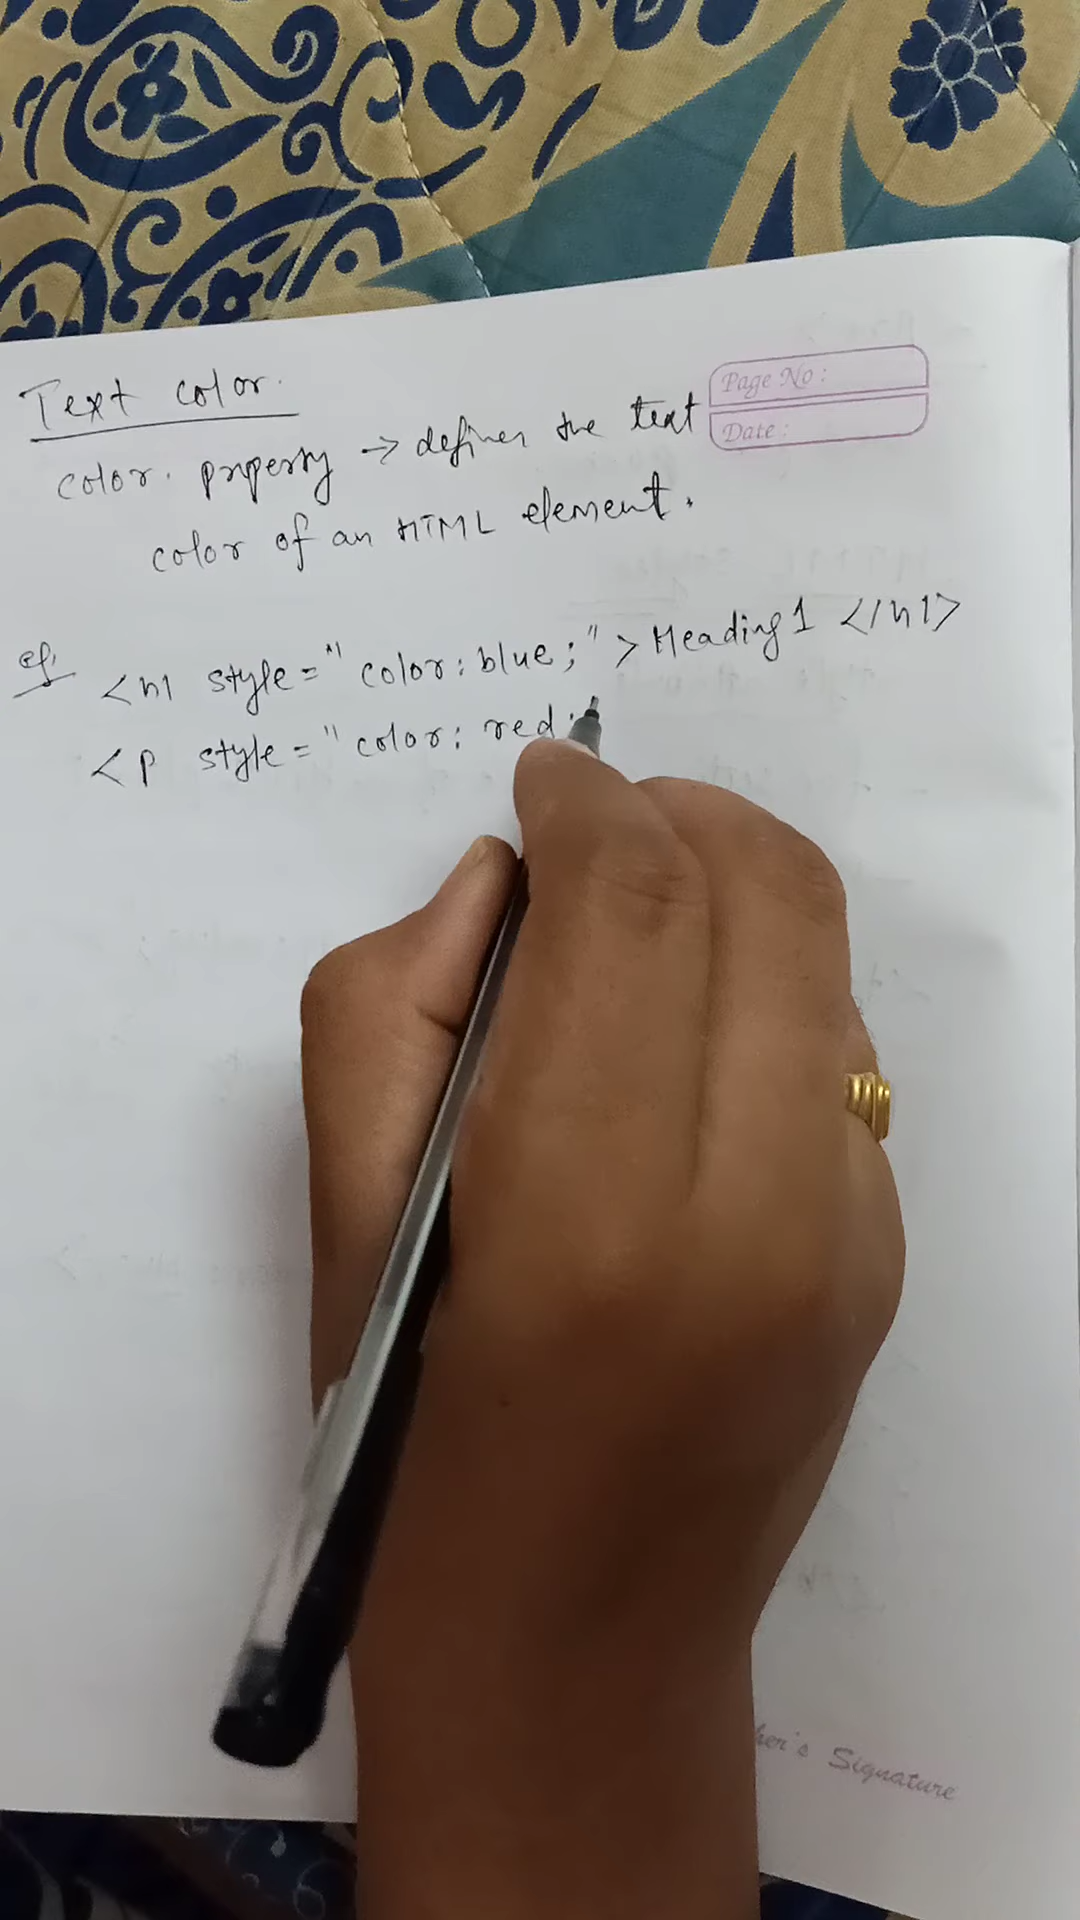 Text color.
Page No :
Date :
color. property → defines the text
color of an HTML element.
eg. <h1 style="color: blue;">Heading 1 </h1>
<p style="color: red;
her's Signature